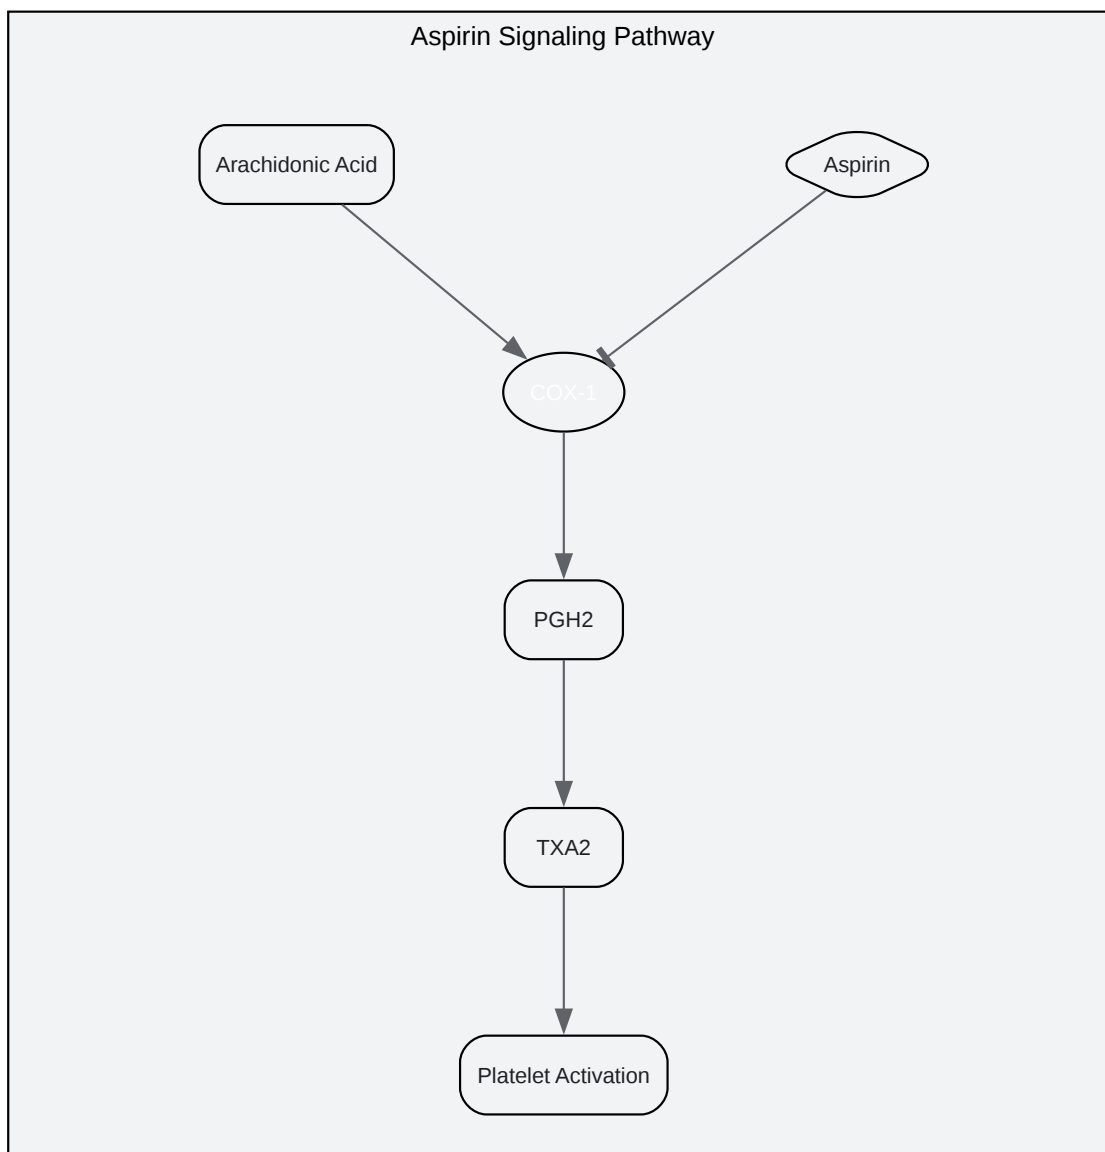 Aspirin Signaling Pathway
Arachidonic Acid
Aspirin
COX-1
PGH2
TXA2
Platelet Activation